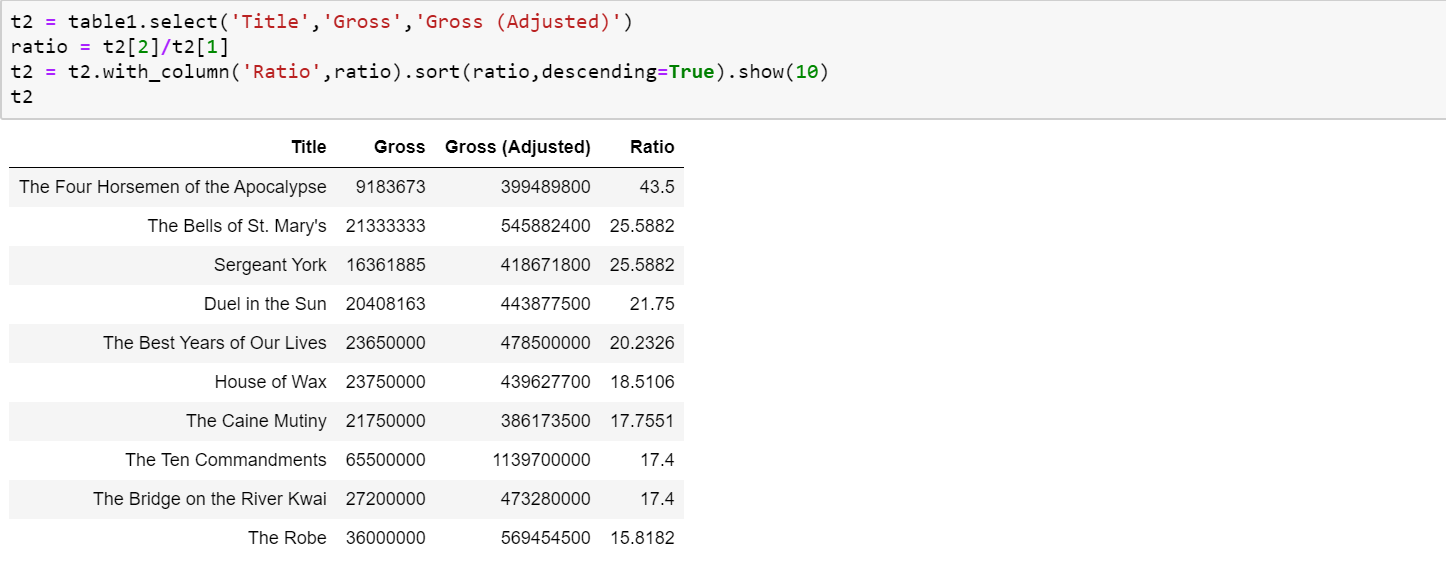 t2 = table1.select('Title','Gross','Gross (Adjusted)')
ratio = t2[2]/t2[1]
t2 = t2.with_column('Ratio',ratio).sort(ratio,descending=True).show(10)
t2
Title Gross Gross (Adjusted) Ratio
The Four Horsemen of the Apocalypse 9183673 399489800 43.5
The Bells of St. Mary's 21333333 545882400 25.5882
Sergeant York 16361885 418671800 25.5882
Duel in the Sun 20408163 443877500 21.75
The Best Years of Our Lives 23650000 478500000 20.2326
House of Wax 23750000 439627700 18.5106
The Caine Mutiny 21750000 386173500 17.7551
The Ten Commandments 65500000 1139700000 17.4
The Bridge on the River Kwai 27200000 473280000 17.4
The Robe 36000000 569454500 15.8182